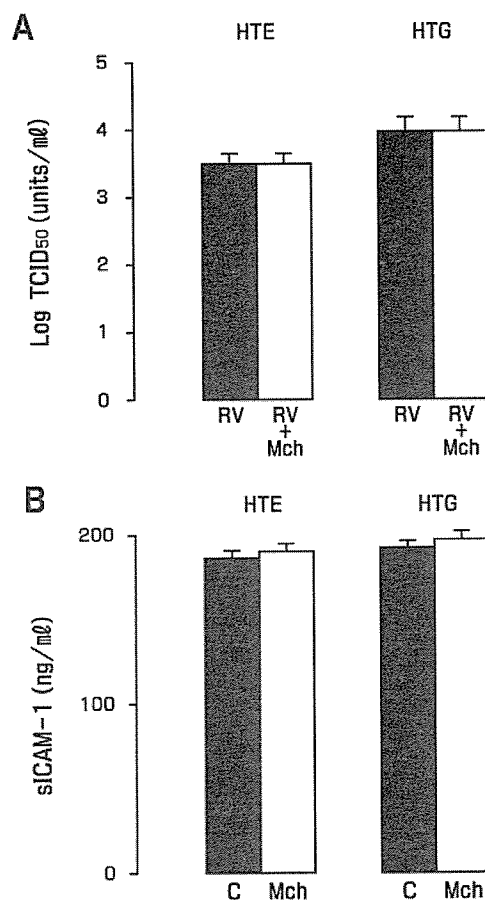 A
HTE HTG
Log TCID50 (units/mℓ)
5
4
3
2
1
0
RV RV + Mch RV RV + Mch
B
HTE HTG
sICAM-1 (ng/mℓ)
200
100
0
C Mch C Mch